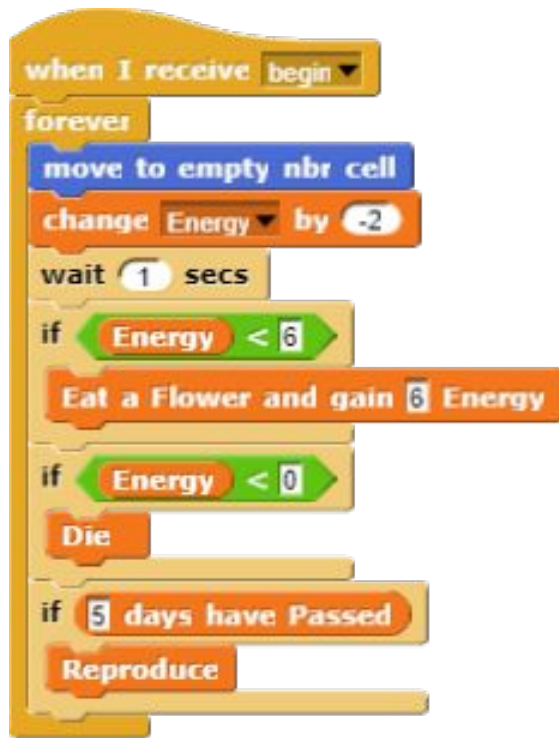 when I receive begin
forever
move to empty nbr cell
change Energy by -2
wait 1 secs
if Energy < 6
Eat a Flower and gain 6 Energy
if Energy < 0
Die
if 5 days have Passed
Reproduce